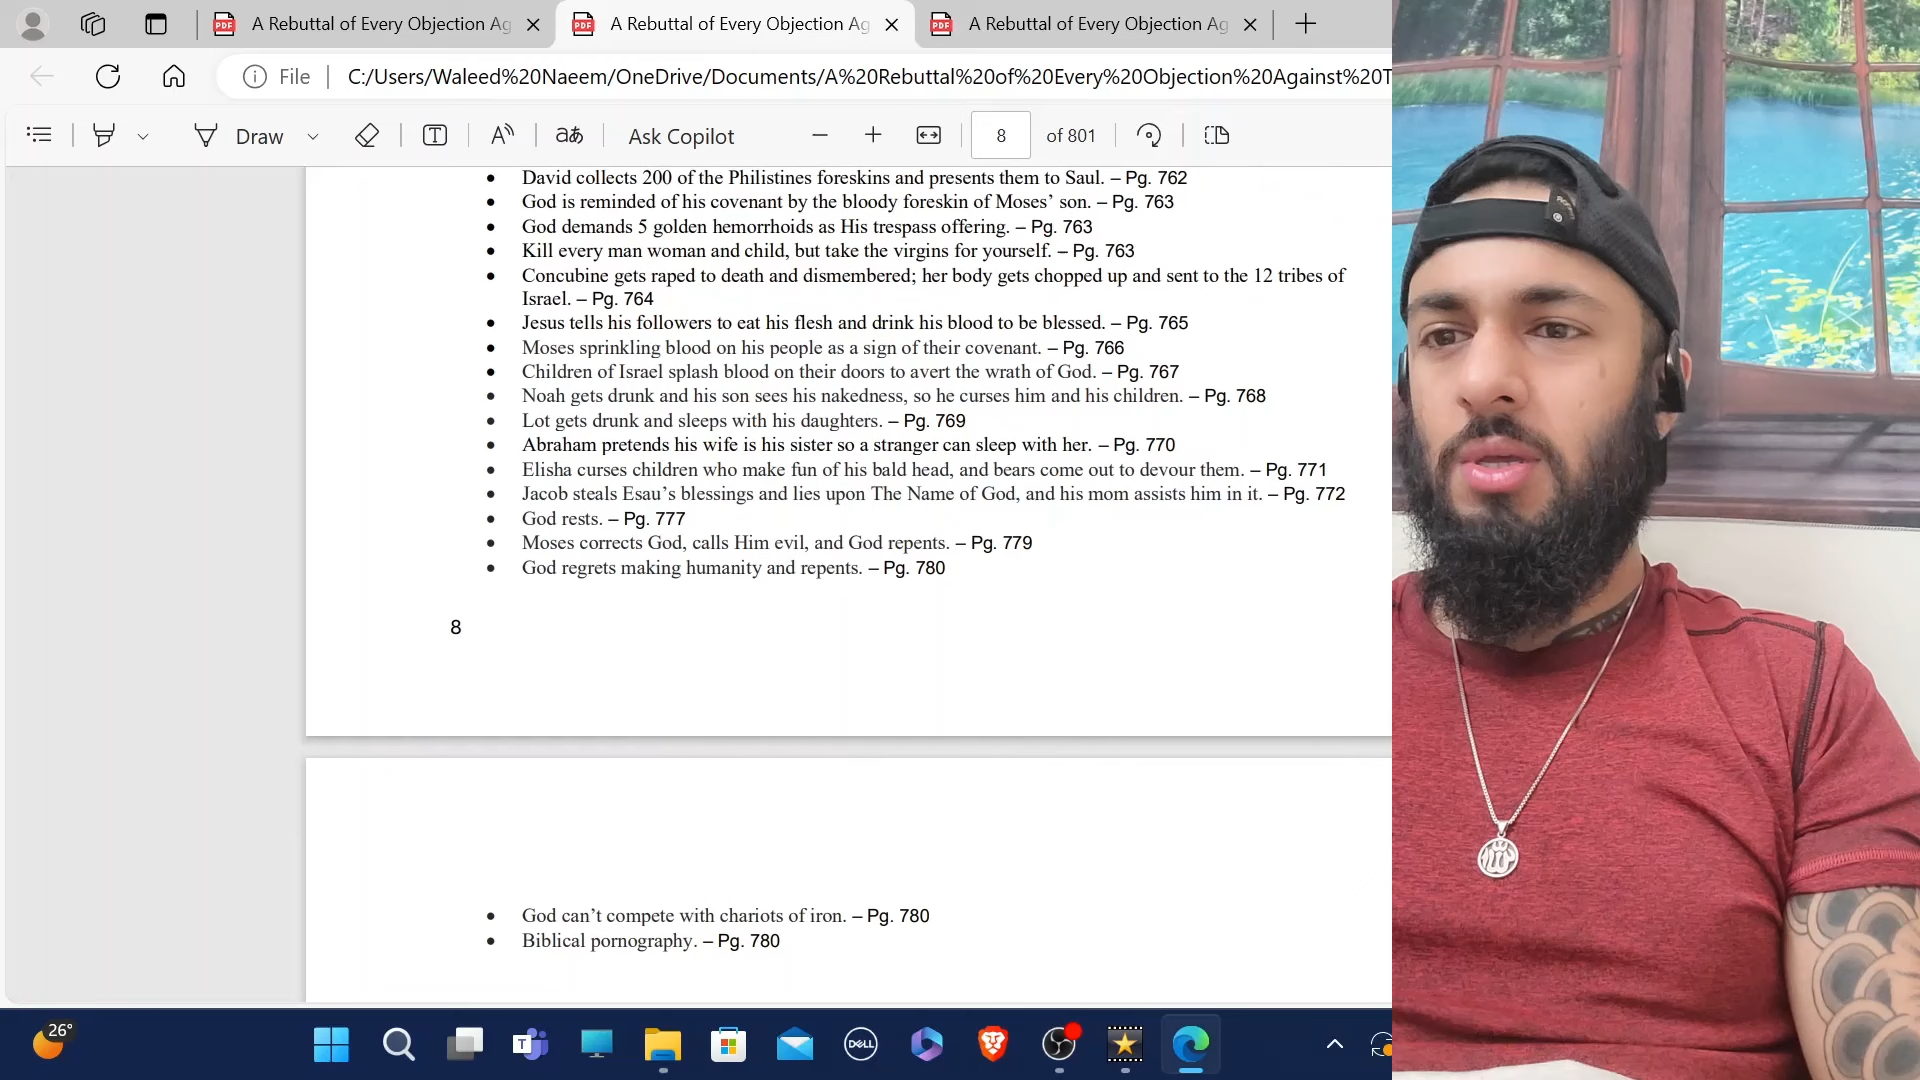 A Rebuttal of Every Objection Ag
A Rebuttal of Every Objection Ag
A Rebuttal of Every Objection Ag
File
C:/Users/Waleed%20Naeem/OneDrive/Documents/A%20Rebuttal%20of%20Every%20Objection%20Against%20T
Draw
Ask Copilot
8
of 801
• David collects 200 of the Philistines foreskins and presents them to Saul. – Pg. 762
• God is reminded of his covenant by the bloody foreskin of Moses’ son. – Pg. 763
• God demands 5 golden hemorrhoids as His trespass offering. – Pg. 763
• Kill every man woman and child, but take the virgins for yourself. – Pg. 763
• Concubine gets raped to death and dismembered; her body gets chopped up and sent to the 12 tribes of
Israel. – Pg. 764
• Jesus tells his followers to eat his flesh and drink his blood to be blessed. – Pg. 765
• Moses sprinkling blood on his people as a sign of their covenant. – Pg. 766
• Children of Israel splash blood on their doors to avert the wrath of God. – Pg. 767
• Noah gets drunk and his son sees his nakedness, so he curses him and his children. – Pg. 768
• Lot gets drunk and sleeps with his daughters. – Pg. 769
• Abraham pretends his wife is his sister so a stranger can sleep with her. – Pg. 770
• Elisha curses children who make fun of his bald head, and bears come out to devour them. – Pg. 771
• Jacob steals Esau’s blessings and lies upon The Name of God, and his mom assists him in it. – Pg. 772
• God rests. – Pg. 777
• Moses corrects God, calls Him evil, and God repents. – Pg. 779
• God regrets making humanity and repents. – Pg. 780
8
• God can’t compete with chariots of iron. – Pg. 780
• Biblical pornography. – Pg. 780
26°
DELL